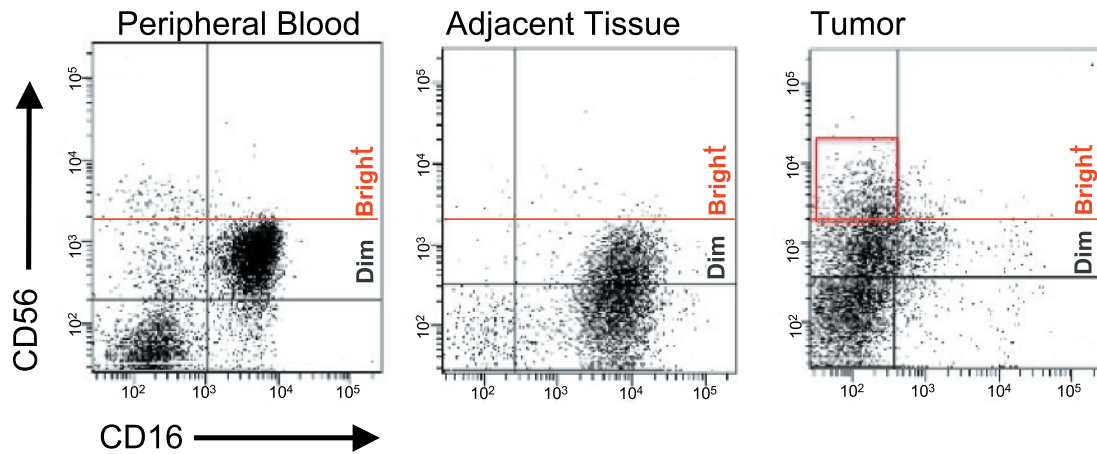 Peripheral Blood
Adjacent Tissue
Tumor
CD56
10⁵
10⁴
10³
10²
Bright
Dim
10² 10³ 10⁴ 10⁵
10⁵
10⁴
10³
10²
Bright
Dim
10² 10³ 10⁴ 10⁵
10⁵
10⁴
10³
10²
Bright
Dim
10² 10³ 10⁴ 10⁵
CD16